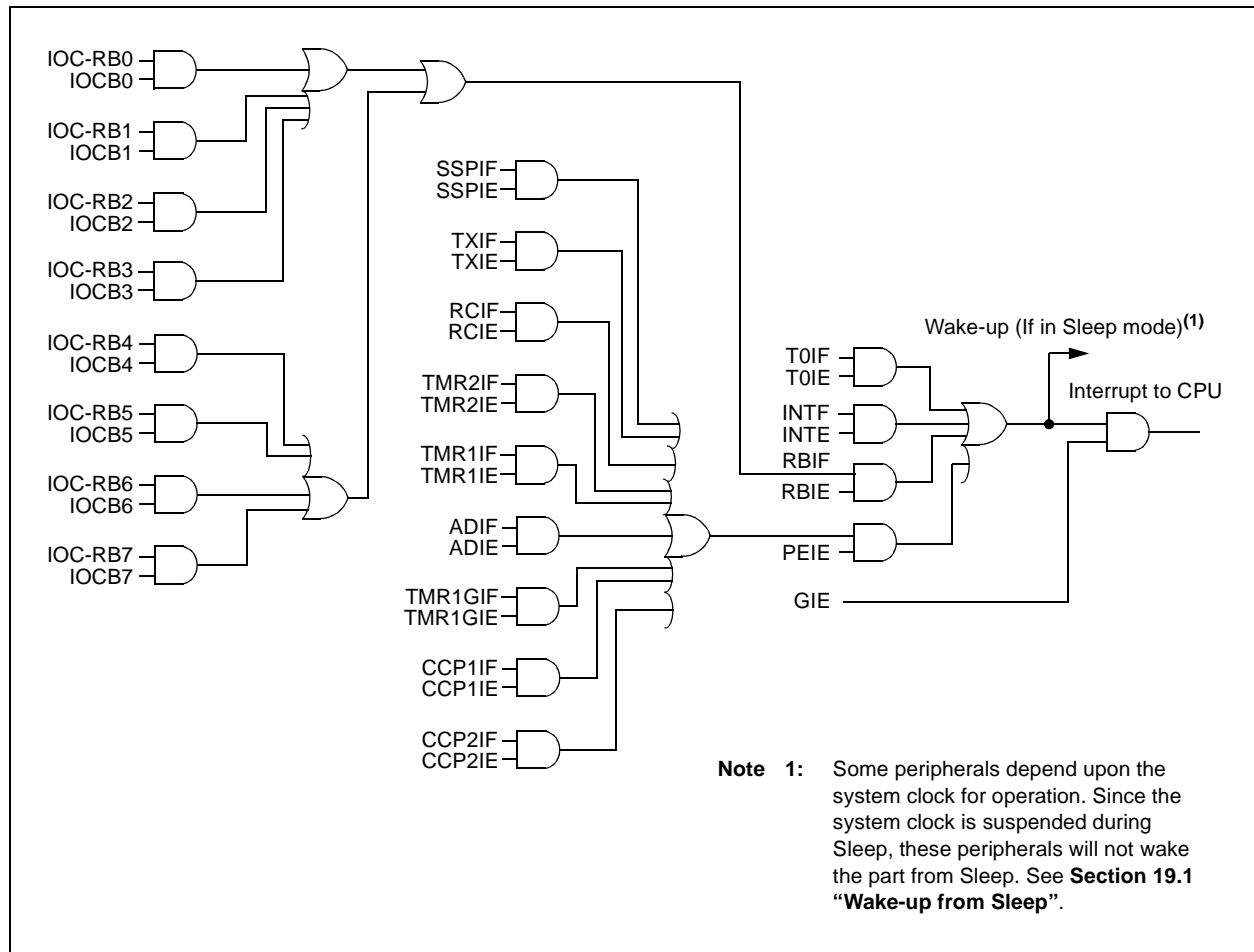 IOC-RB0
IOCB0
IOC-RB1
IOCB1
IOC-RB2
IOCB2
IOC-RB3
IOCB3
IOC-RB4
IOCB4
IOC-RB5
IOCB5
IOC-RB6
IOCB6
IOC-RB7
IOCB7
SSPIF
SSPIE
TXIF
TXIE
RCIF
RCIE
TMR2IF
TMR2IE
TMR1IF
TMR1IE
ADIF
ADIE
TMR1GIF
TMR1GIE
CCP1IF
CCP1IE
CCP2IF
CCP2IE
Wake-up (If in Sleep mode)(1)
T0IF
T0IE
Interrupt to CPU
INTF
INTE
RBIF
RBIE
PEIE
GIE
Note 1: Some peripherals depend upon the
system clock for operation. Since the
system clock is suspended during
Sleep, these peripherals will not wake
the part from Sleep. See Section 19.1
“Wake-up from Sleep”.